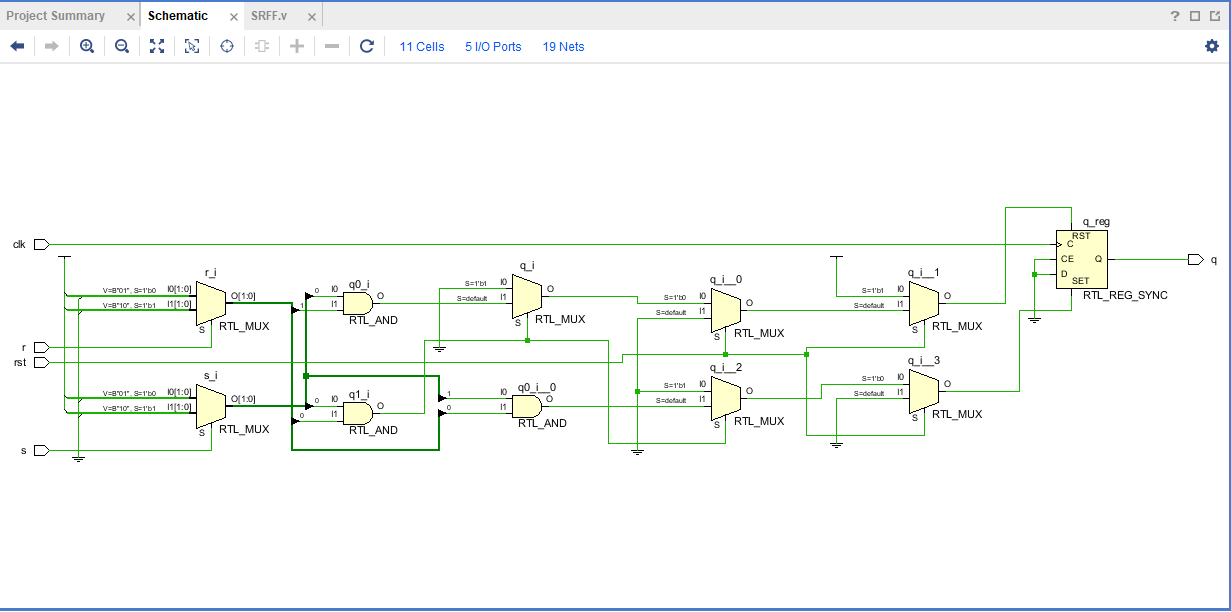 Project Summary × Schematic × SRFF.v ×
?
11 Cells 5 I/O Ports 19 Nets
clk
r
rst
s
r_i
V=B"01", S=1'b0 I0[1:0]
V=B"10", S=1'b1 I1[1:0]
O[1:0]
S
RTL_MUX
s_i
V=B"01", S=1'b0 I0[1:0]
V=B"10", S=1'b1 I1[1:0]
O[1:0]
S
RTL_MUX
q0_i
0 I0
1 I1
O
RTL_AND
q1_i
0 I0
0 I1
O
RTL_AND
q_i
S=1'b1 I0
S=default I1
O
S
RTL_MUX
q0_i__0
1 I0
0 I1
O
RTL_AND
q_i__0
S=1'b0 I0
S=default I1
O
S
RTL_MUX
q_i__2
S=1'b1 I0
S=default I1
O
S
RTL_MUX
q_i__1
S=1'b1 I0
S=default I1
O
S
RTL_MUX
q_i__3
S=1'b0 I0
S=default I1
O
S
RTL_MUX
q_reg
RST
C
CE Q
D
SET
RTL_REG_SYNC
q